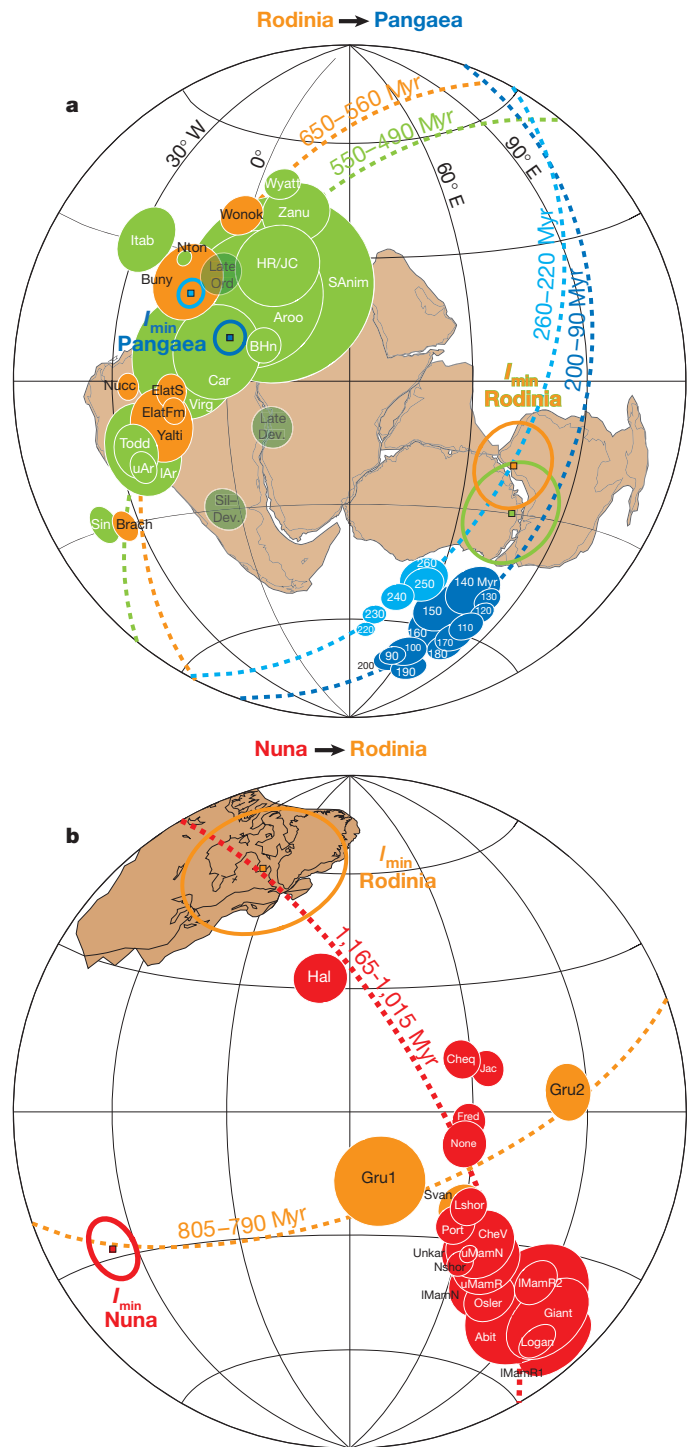 Rodinia → Pangaea
a
30° W
0°
650–560 Myr
550–490 Myr
60° E
90° E
260–220 Myr
200–90 Myr
Wyatt
Wonok
Zanu
Itab
Nton
Buny
Late
Ord
HR/JC
SAnim
Aroo
Imin
Pangaea
BHn
Car
Imin
Rodinia
Nucc
ElatS
Virg
ElatFm
Yalti
Todd
uAr
lAr
Late
Dev.
Sil–
Dev.
Sin
Brach
260
250
240
230
220
140 Myr
130
120
150
110
160
170
180
100
90
200
190
Nuna → Rodinia
b
Imin
Rodinia
1,165–1,015 Myr
Hal
Cheq
Jac
Gru2
Fred
None
Gru1
Svan
Lshor
805–790 Myr
Port
CheV
Unkar
uMamN
Nshor
Imin
Nuna
uMamR
lMamR2
lMamN
Osler
Giant
Abit
Logan
lMamR1